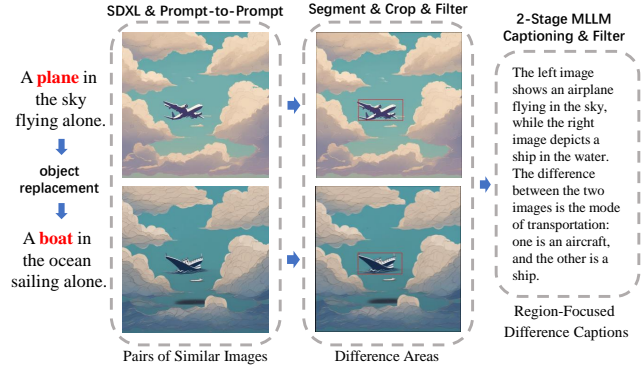 SDXL & Prompt-to-Prompt
Segment & Crop & Filter
2-Stage MLLM
Captioning & Filter
A plane in
the sky
flying alone.
object
replacement
A boat in
the ocean
sailing alone.
The left image
shows an airplane
flying in the sky,
while the right
image depicts a
ship in the water.
The difference
between the two
images is the mode
of transportation:
one is an aircraft,
and the other is a
ship.
Pairs of Similar Images
Difference Areas
Region-Focused
Difference Captions